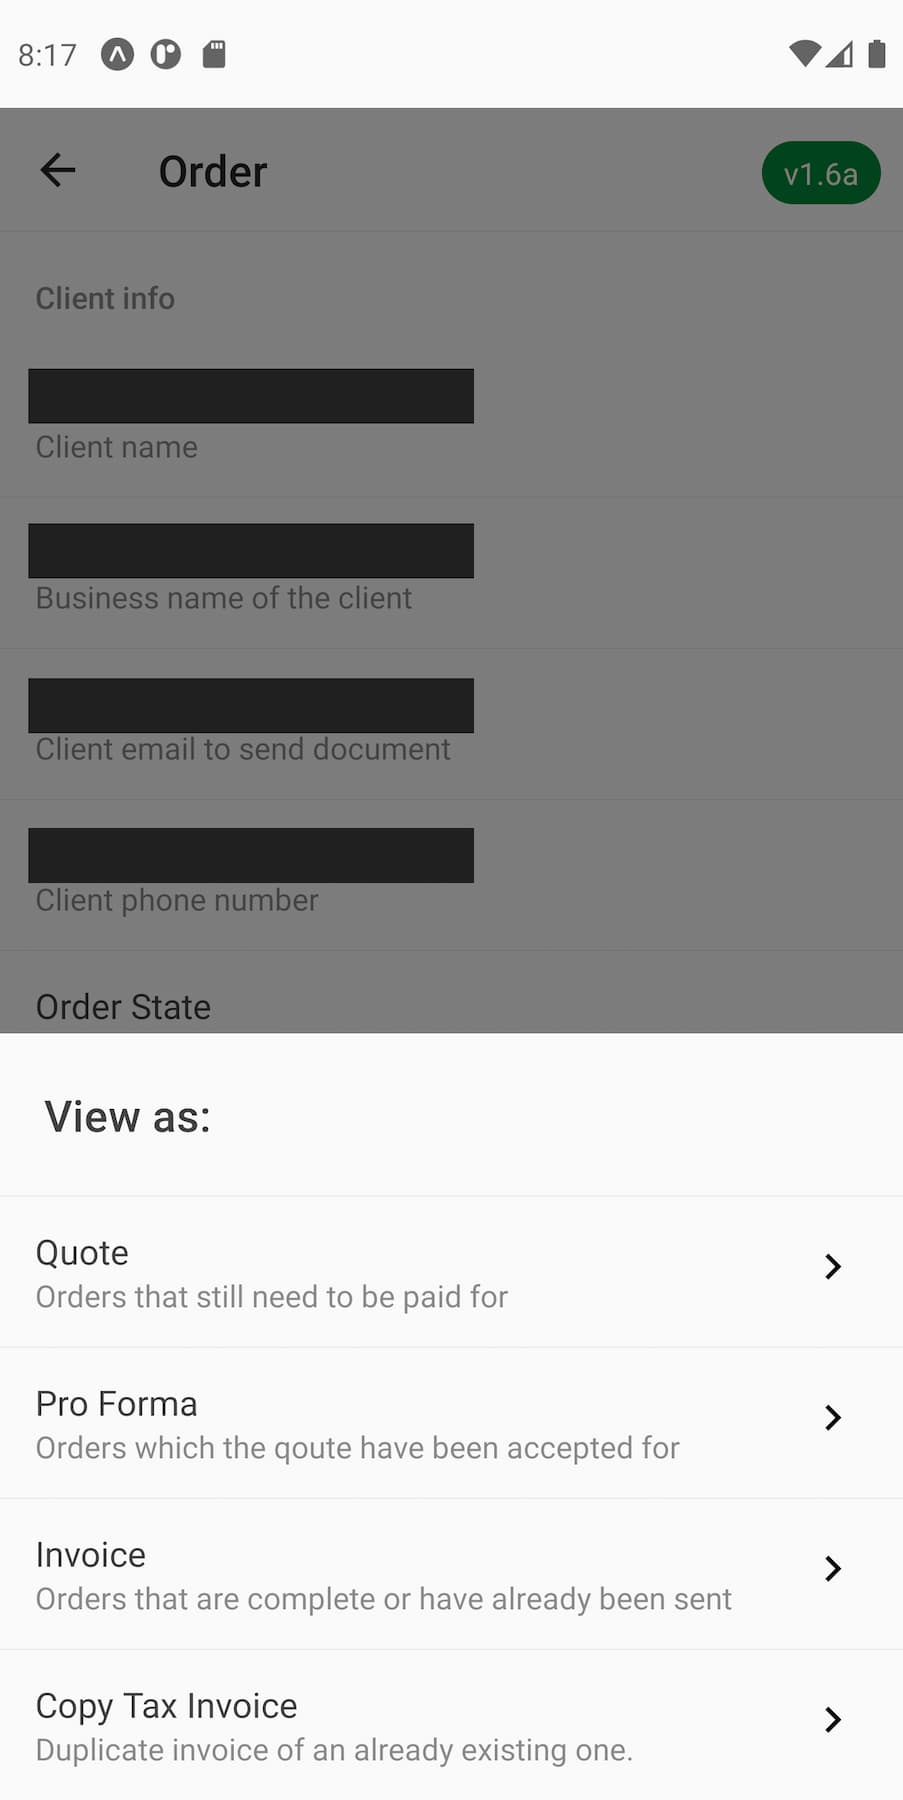 8:17
Order
v1.6a
Client info
Client name
Business name of the client
Client email to send document
Client phone number
Order State
View as:
Quote
Orders that still need to be paid for
Pro Forma
Orders which the qoute have been accepted for
Invoice
Orders that are complete or have already been sent
Copy Tax Invoice
Duplicate invoice of an already existing one.